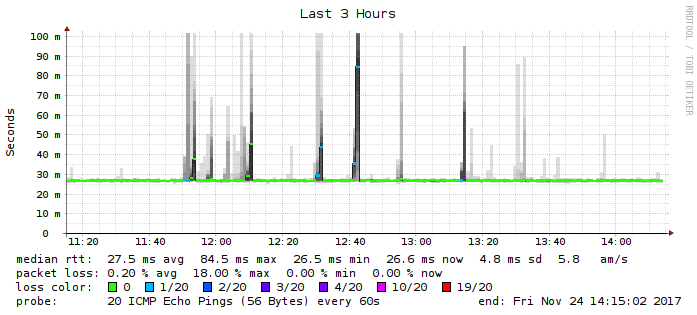 Last 3 Hours
RRDTOOL / TOBI OETIKER
Seconds
100 m
90 m
80 m
70 m
60 m
50 m
40 m
30 m
20 m
10 m
0
11:20 11:40 12:00 12:20 12:40 13:00 13:20 13:40 14:00
median rtt: 27.5 ms avg 84.5 ms max 26.5 ms min 26.6 ms now 4.8 ms sd 5.8 am/s
packet loss: 0.20 % avg 18.00 % max 0.00 % min 0.00 % now
loss color: 0 1/20 2/20 3/20 4/20 10/20 19/20
probe: 20 ICMP Echo Pings (56 Bytes) every 60s end: Fri Nov 24 14:15:02 2017